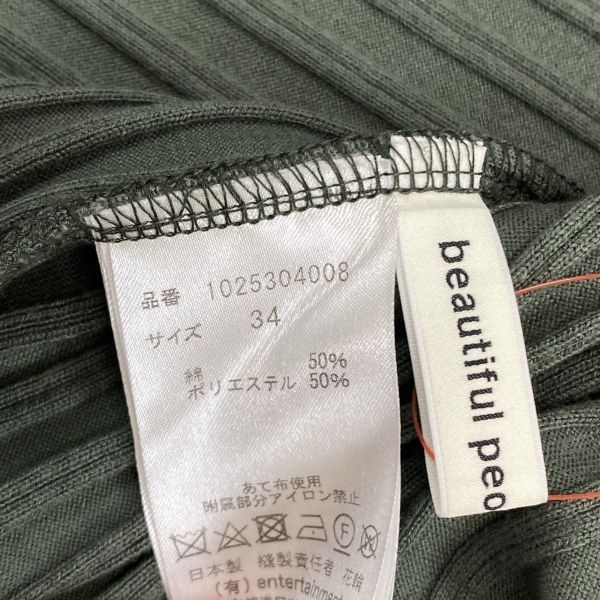 品番 1025304008
サイズ 34
綿 50%
ポリエステル 50%
あて布使用
附属部分アイロン禁止
日本製 縫製責任者 花輪
(有) entertainment
beautiful peo